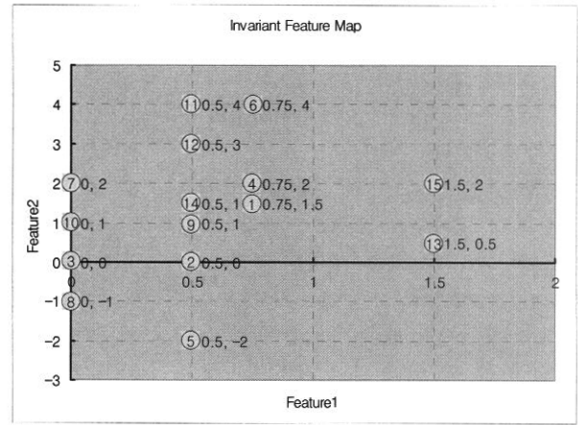 Invariant Feature Map
5
4 11 0.5, 4 6 0.75, 4
3 12 0.5, 3
2 7 0, 2 4 0.75, 2 15 1.5, 2
14 0.5, 1 1 0.75, 1.5
1 10 0, 1 9 0.5, 1
13 1.5, 0.5
0 3 0, 0 2 0.5, 0
0 0.5 1 1.5 2
−1 8 0, −1
−2 5 0.5, −2
−3
Feature2
Feature1